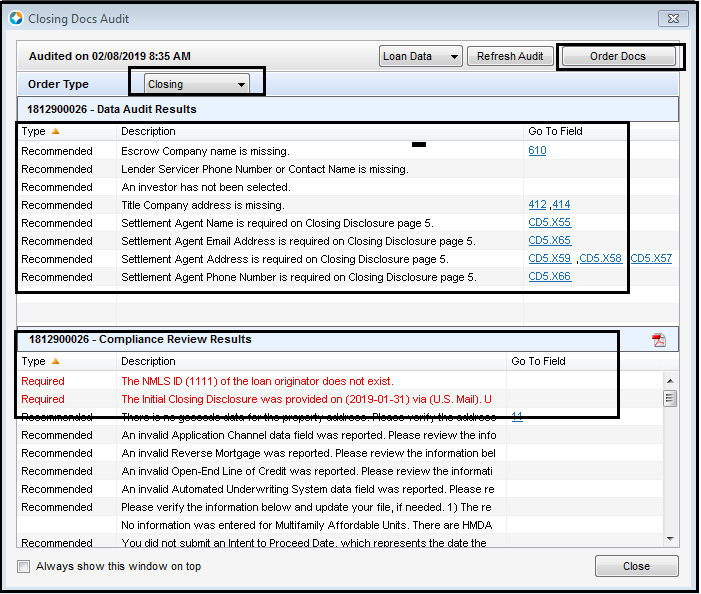 Closing Docs Audit
Audited on 02/08/2019 8:35 AM Loan Data Refresh Audit Order Docs
Order Type Closing
1812900026 - Data Audit Results
Type Description Go To Field
Recommended Escrow Company name is missing. 610
Recommended Lender Servicer Phone Number or Contact Name is missing.
Recommended An investor has not been selected.
Recommended Title Company address is missing. 412 ,414
Recommended Settlement Agent Name is required on Closing Disclosure page 5. CD5.X55
Recommended Settlement Agent Email Address is required on Closing Disclosure page 5. CD5.X65
Recommended Settlement Agent Address is required on Closing Disclosure page 5. CD5.X59 ,CD5.X58 CD5.X57
Recommended Settlement Agent Phone Number is required on Closing Disclosure page 5. CD5.X66
1812900026 - Compliance Review Results
Type Description Go To Field
Required The NMLS ID (1111) of the loan originator does not exist.
Required The Initial Closing Disclosure was provided on (2019-01-31) via (U.S. Mail). U
Recommended There is no geocode data for the property address. Please verify the address 11
Recommended An invalid Application Channel data field was reported. Please review the info
Recommended An invalid Reverse Mortgage was reported. Please review the information bel
Recommended An invalid Open-End Line of Credit was reported. Please review the informati
Recommended An invalid Automated Underwriting System data field was reported. Please re
Recommended Please verify the information below and update your file, if needed. 1) The re
No information was entered for Multifamily Affordable Units. There are HMDA
Recommended You did not submit an Intent to Proceed Date, which represents the date the
Always show this window on top Close